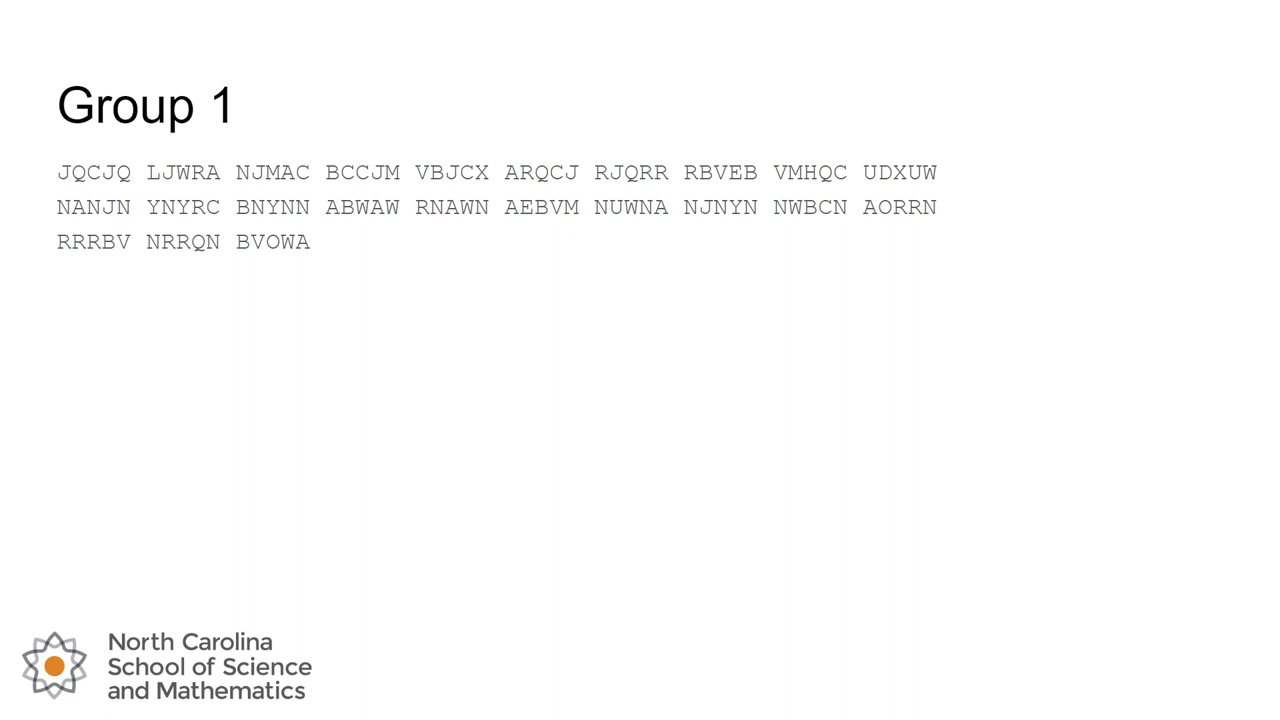 Group 1
JQCJQ LJWRA NJMAC BCCJM VBJCX ARQCJ RJQRR RBVEB VMHQC UDXUW
NANJN YNYRC BNYNN ABWAW RNAWN AEBVM NUWNA NJNYN NWBCN AORRN
RRRBV NRRQN BVOWA
North Carolina
School of Science
and Mathematics